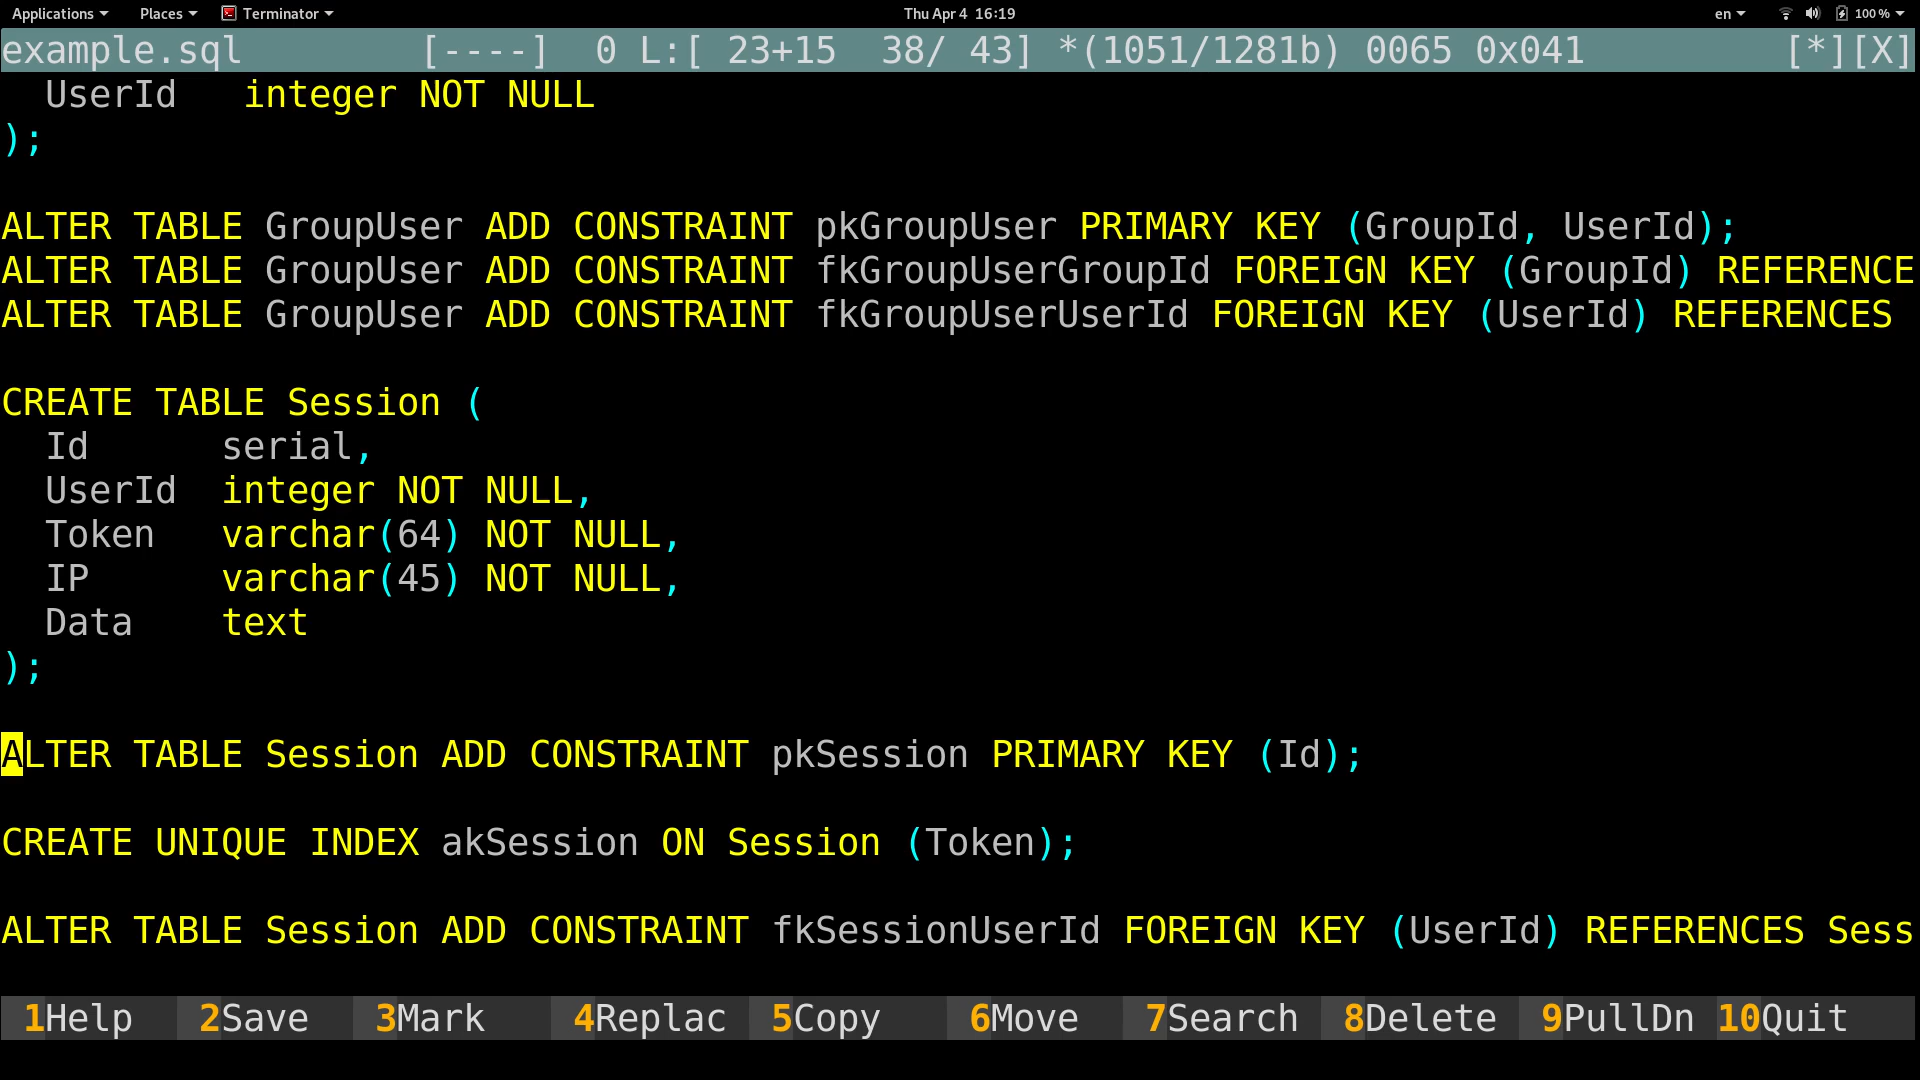 Applications Places Terminator Thu Apr 4 16:19 en 100 %
example.sql [----] 0 L:[ 23+15 38/ 43] *(1051/1281b) 0065 0x041 [*][X]
UserId integer NOT NULL
);
ALTER TABLE GroupUser ADD CONSTRAINT pkGroupUser PRIMARY KEY (GroupId, UserId);
ALTER TABLE GroupUser ADD CONSTRAINT fkGroupUserGroupId FOREIGN KEY (GroupId) REFERENCE
ALTER TABLE GroupUser ADD CONSTRAINT fkGroupUserUserId FOREIGN KEY (UserId) REFERENCES
CREATE TABLE Session (
Id serial,
UserId integer NOT NULL,
Token varchar(64) NOT NULL,
IP varchar(45) NOT NULL,
Data text
);
ALTER TABLE Session ADD CONSTRAINT pkSession PRIMARY KEY (Id);
CREATE UNIQUE INDEX akSession ON Session (Token);
ALTER TABLE Session ADD CONSTRAINT fkSessionUserId FOREIGN KEY (UserId) REFERENCES Sess
1Help 2Save 3Mark 4Replac 5Copy 6Move 7Search 8Delete 9PullDn 10Quit